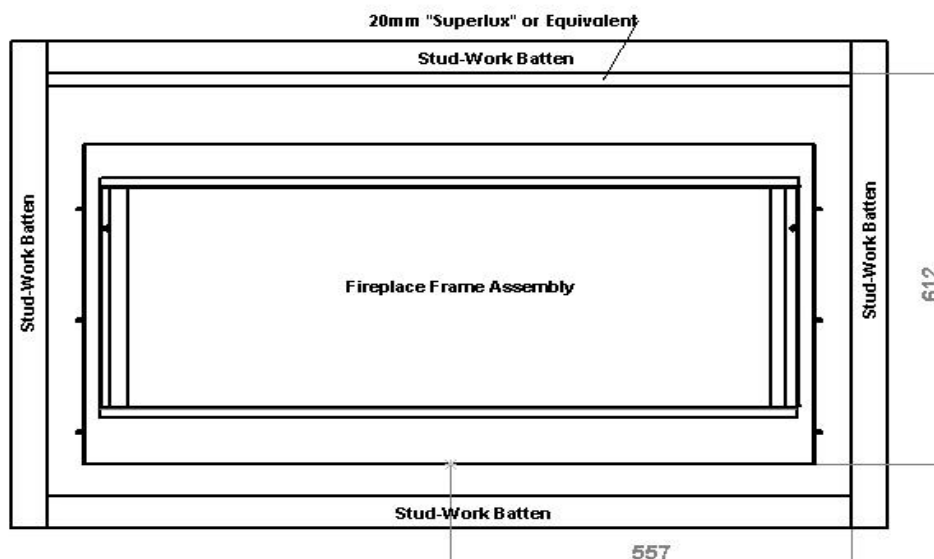 20mm "Superlux" or Equivalent
Stud-Work Batten
Stud-Work Batten
Stud-Work Batten
Fireplace Frame Assembly
612
Stud-Work Batten
557